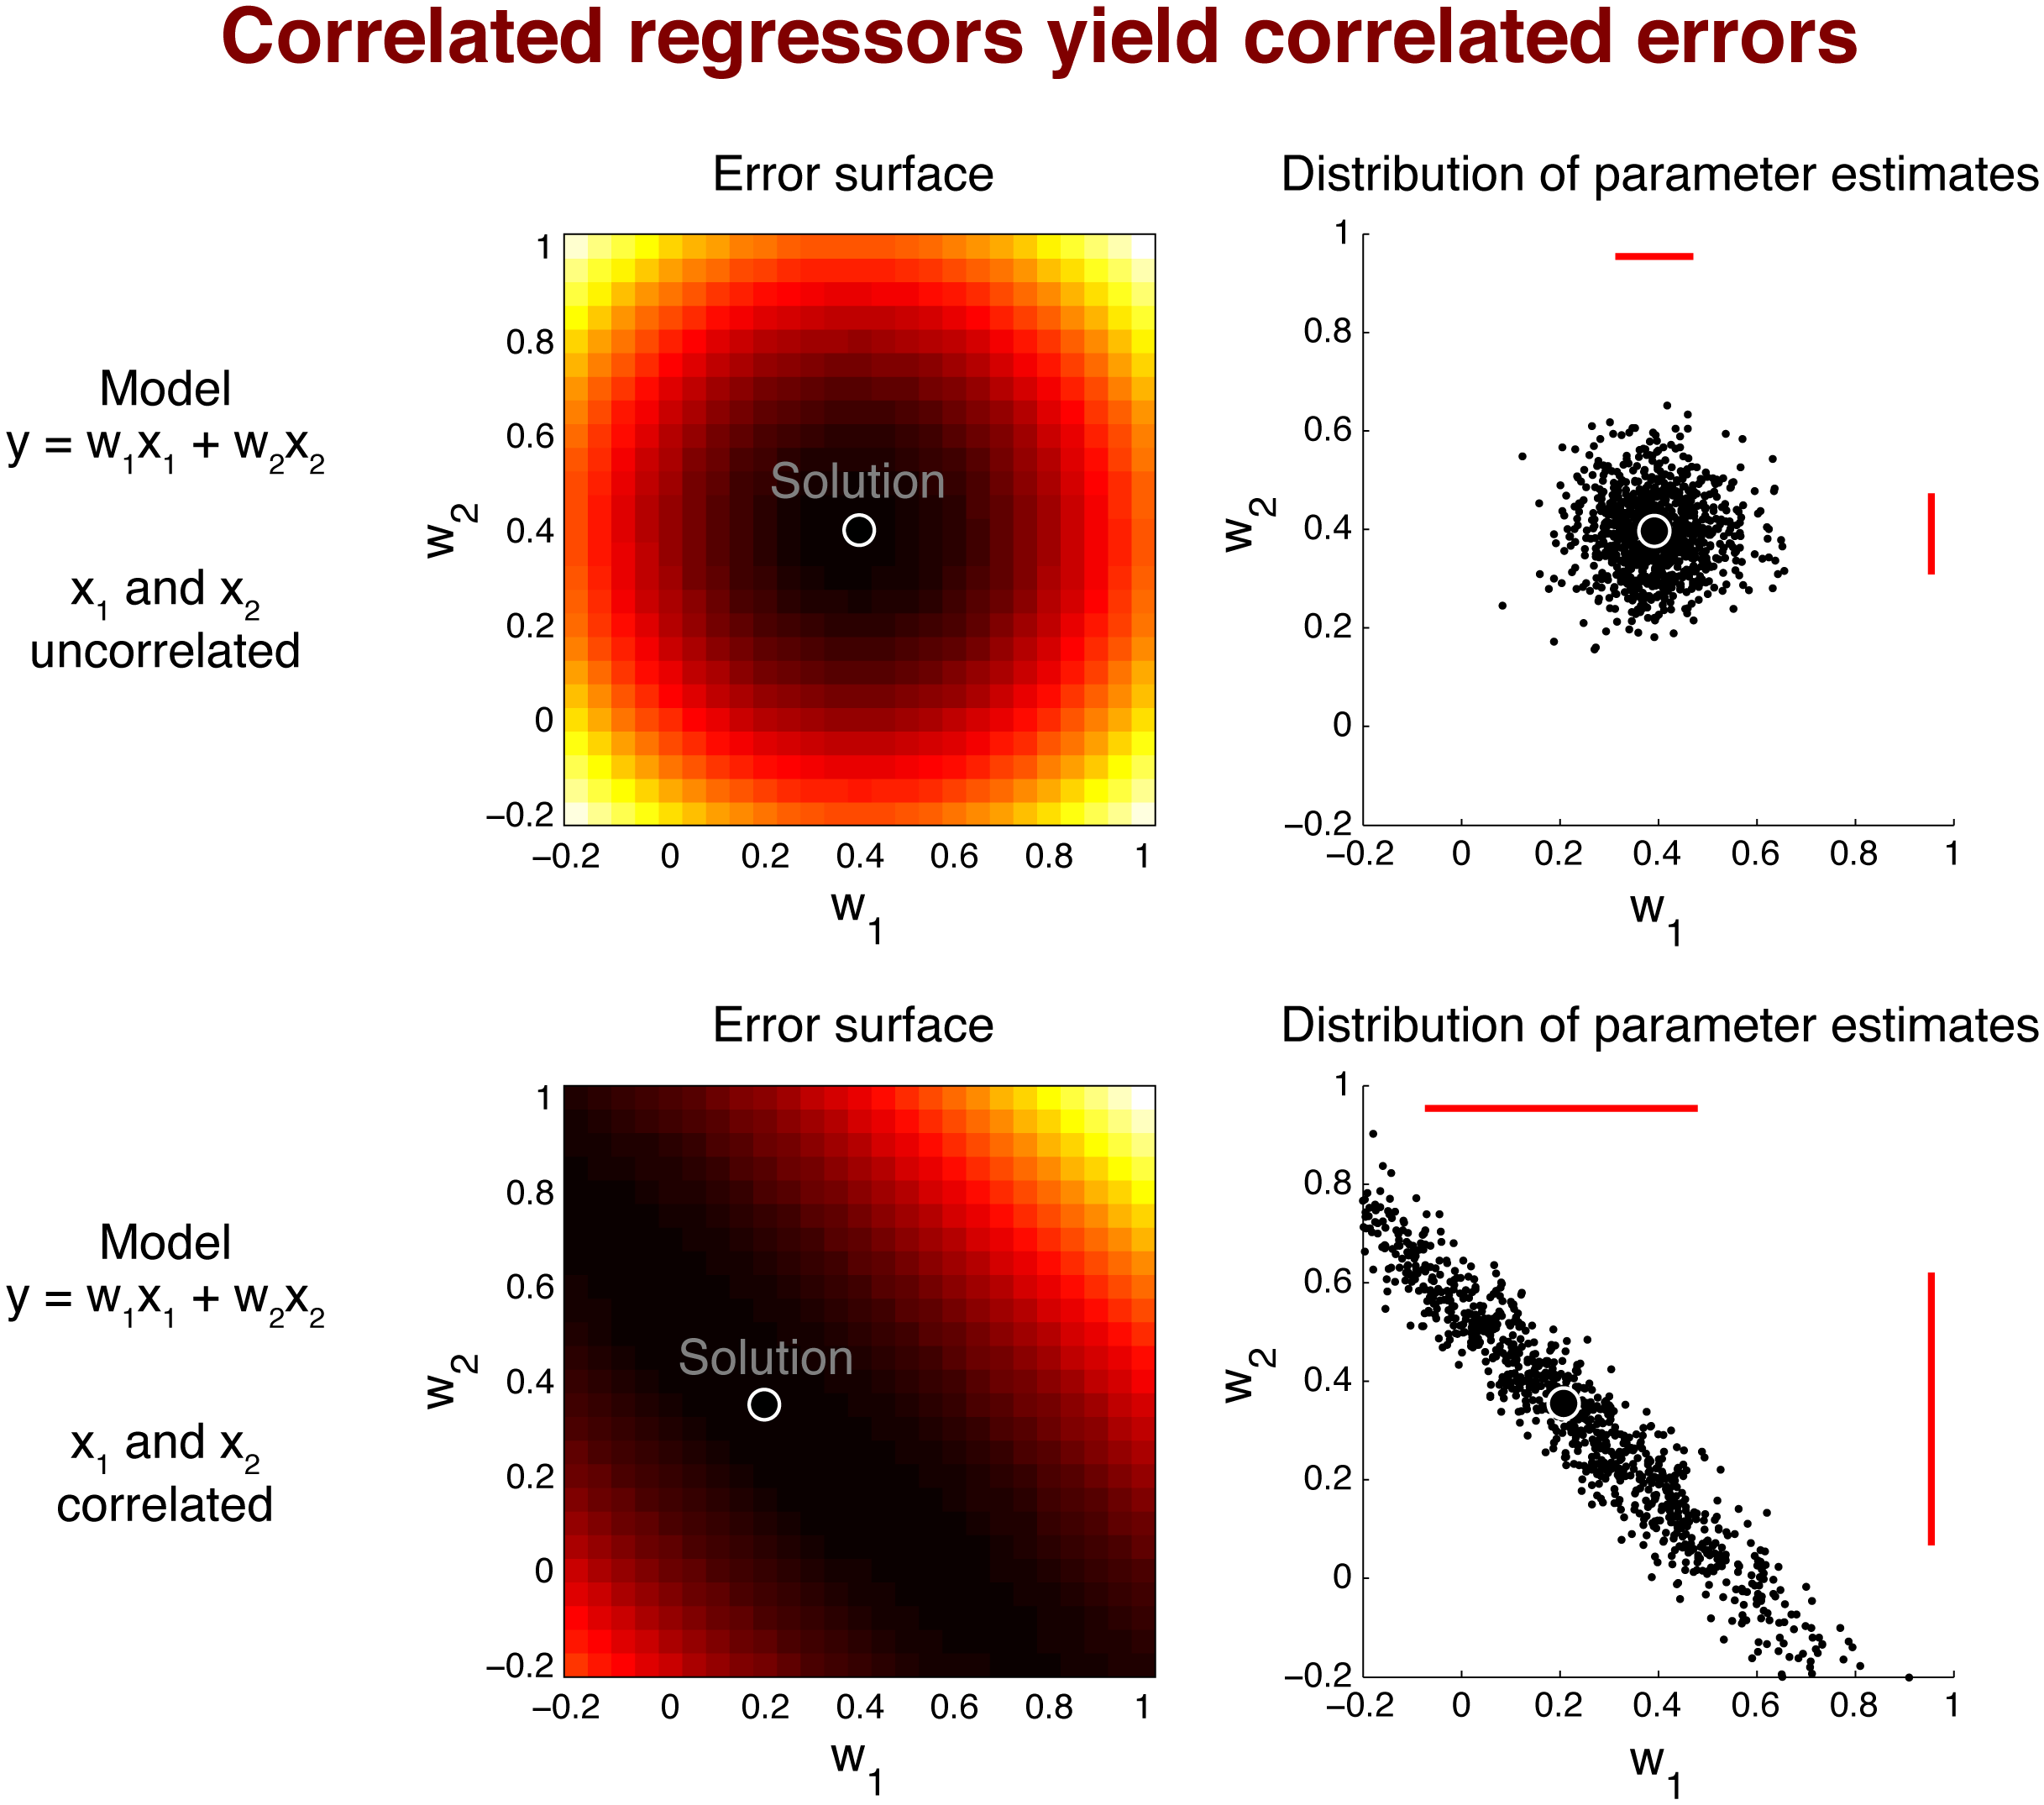 Correlated regressors yield correlated errors
Model
y = w₁x₁ + w₂x₂
x₁ and x₂
uncorrelated
Error surface
1
0.8
0.6
0.4
0.2
0
−0.2
w₂
Solution
−0.2 0 0.2 0.4 0.6 0.8 1
w₁
Distribution of parameter estimates
1
0.8
0.6
0.4
0.2
0
−0.2
w₂
−0.2 0 0.2 0.4 0.6 0.8 1
w₁
Model
y = w₁x₁ + w₂x₂
x₁ and x₂
correlated
Error surface
1
0.8
0.6
0.4
0.2
0
−0.2
w₂
Solution
−0.2 0 0.2 0.4 0.6 0.8 1
w₁
Distribution of parameter estimates
1
0.8
0.6
0.4
0.2
0
−0.2
w₂
−0.2 0 0.2 0.4 0.6 0.8 1
w₁